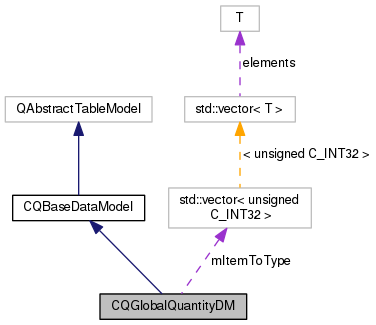 T
elements
QAbstractTableModel
std::vector< T >
< unsigned C_INT32 >
CQBaseDataModel
std::vector< unsigned
C_INT32 >
mItemToType
CQGlobalQuantityDM